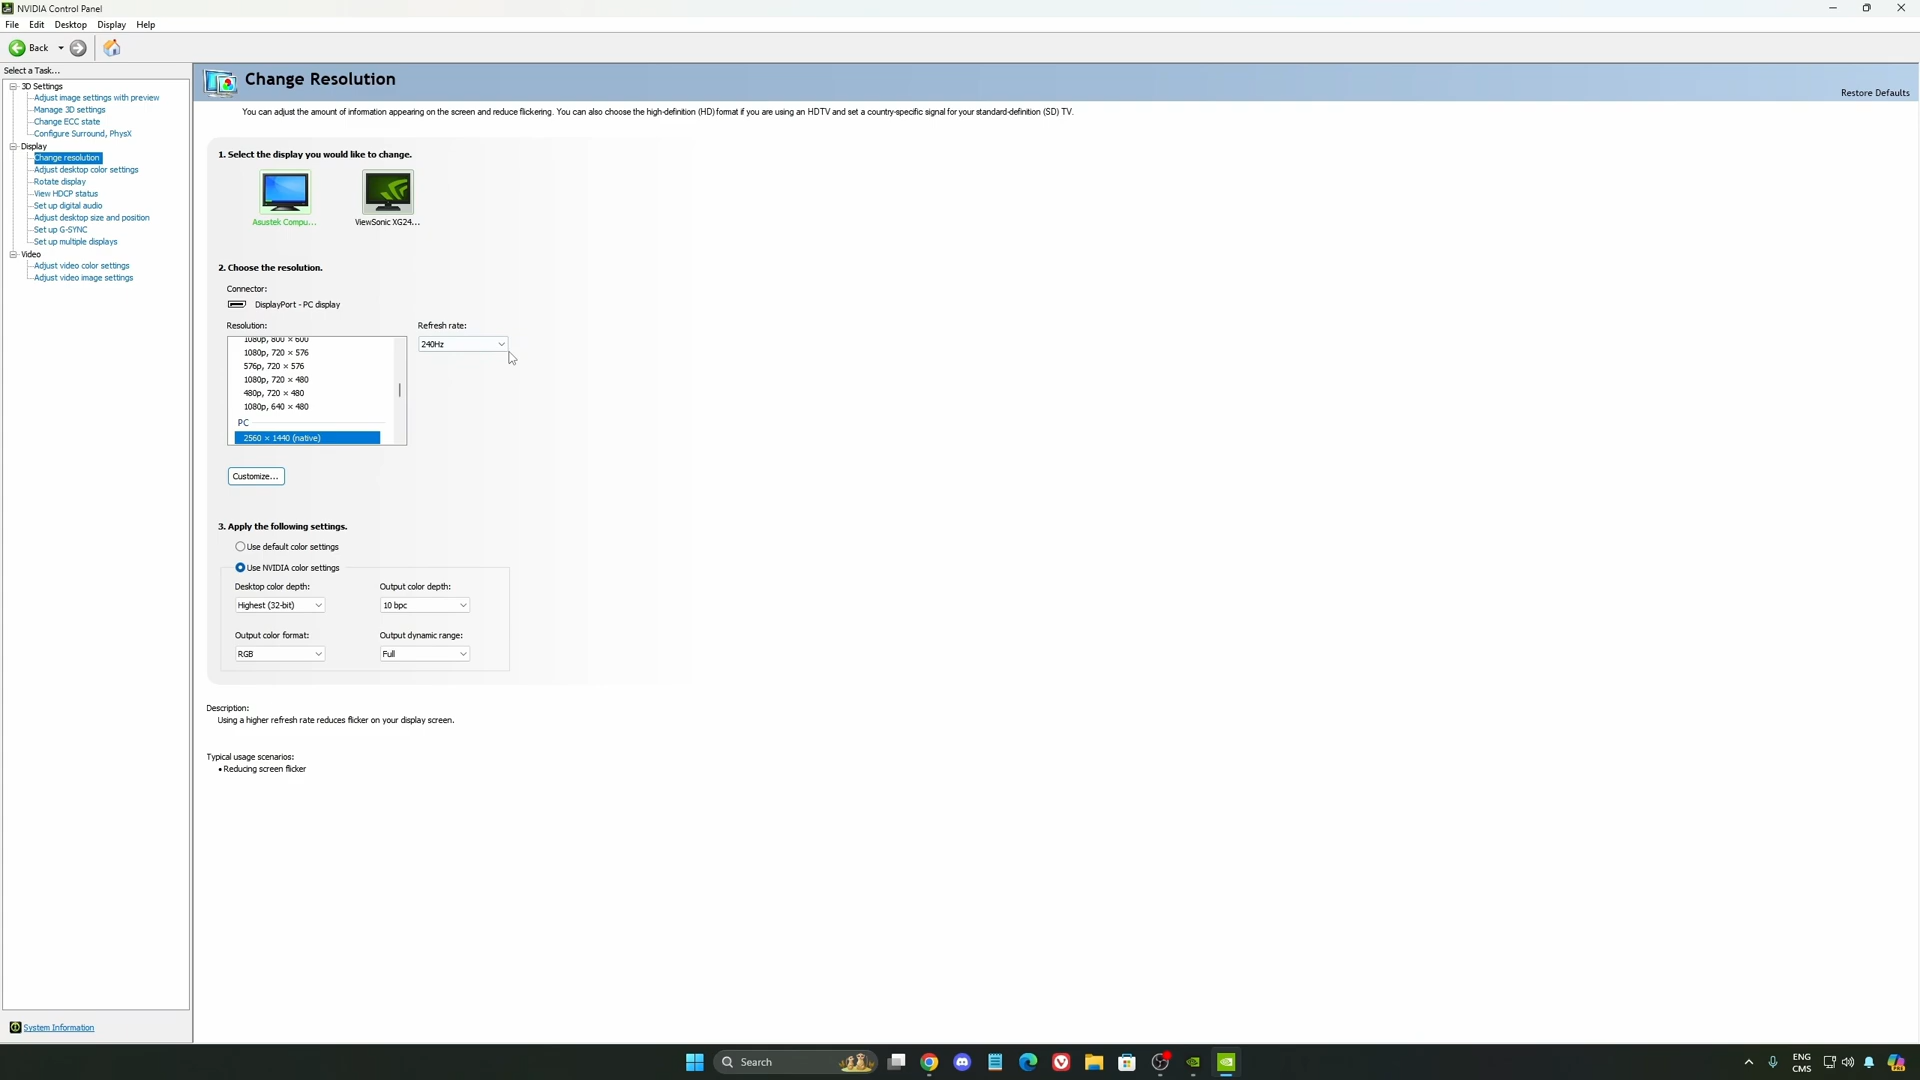 NVIDIA Control Panel
File Edit Desktop Display Help
Back
Select a Task...
3D Settings
Adjust image settings with preview
Manage 3D settings
Change ECC state
Configure Surround, PhysX
Display
Change resolution
Adjust desktop color settings
Rotate display
View HDCP status
Set up digital audio
Adjust desktop size and position
Set up G-SYNC
Set up multiple displays
Video
Adjust video color settings
Adjust video image settings
System Information
Change Resolution
Restore Defaults
You can adjust the amount of information appearing on the screen and reduce flickering. You can also choose the high-definition (HD) format if you are using an HDTV and set a country-specific signal for your standard-definition (SD) TV.
1. Select the display you would like to change.
Asustek Compu... ViewSonic XG24...
2. Choose the resolution.
Connector:
DisplayPort - PC display
Resolution: Refresh rate:
240Hz
1080p, 800 × 600
1080p, 720 × 576
576p, 720 × 576
1080p, 720 × 480
480p, 720 × 480
1080p, 640 × 480
PC
2560 × 1440 (native)
Customize...
3. Apply the following settings.
Use default color settings
Use NVIDIA color settings
Desktop color depth: Output color depth:
Highest (32-bit) 10 bpc
Output color format: Output dynamic range:
RGB Full
Description:
Using a higher refresh rate reduces flicker on your display screen.
Typical usage scenarios:
• Reducing screen flicker
Search
ENG
CMS